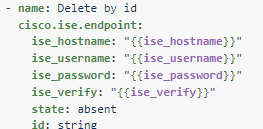 - name: Delete by id
  cisco.ise.endpoint:
    ise_hostname: "{{ise_hostname}}"
    ise_username: "{{ise_username}}"
    ise_password: "{{ise_password}}"
    ise_verify: "{{ise_verify}}"
    state: absent
    id: string